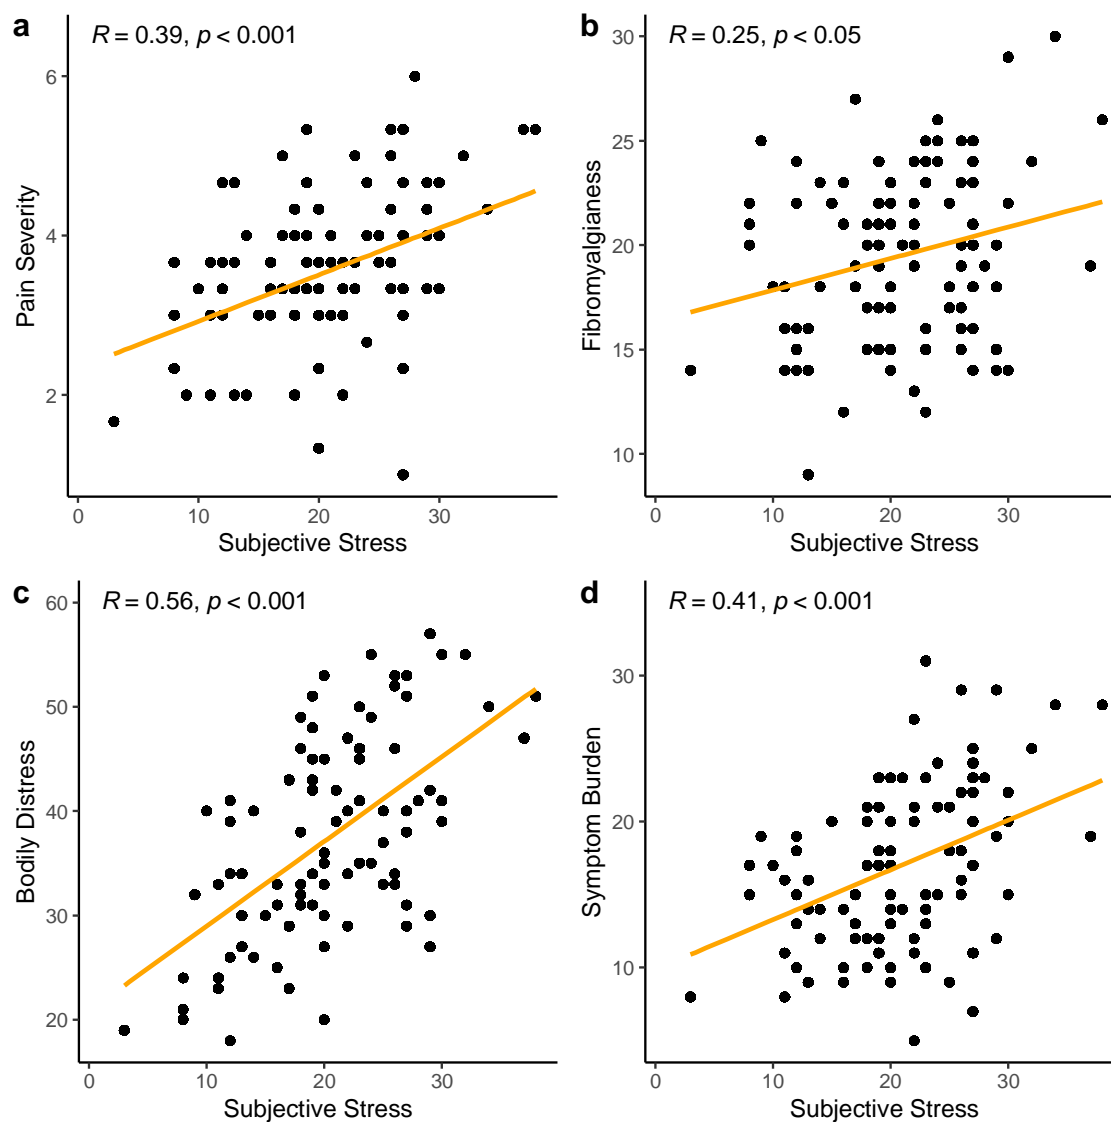 a
R = 0.39, p < 0.001
6
4
2
Pain Severity
0 10 20 30
Subjective Stress
b
R = 0.25, p < 0.05
30
25
20
15
10
Fibromyalgianess
0 10 20 30
Subjective Stress
c
R = 0.56, p < 0.001
60
50
40
30
20
Bodily Distress
0 10 20 30
Subjective Stress
d
R = 0.41, p < 0.001
30
20
10
Symptom Burden
0 10 20 30
Subjective Stress